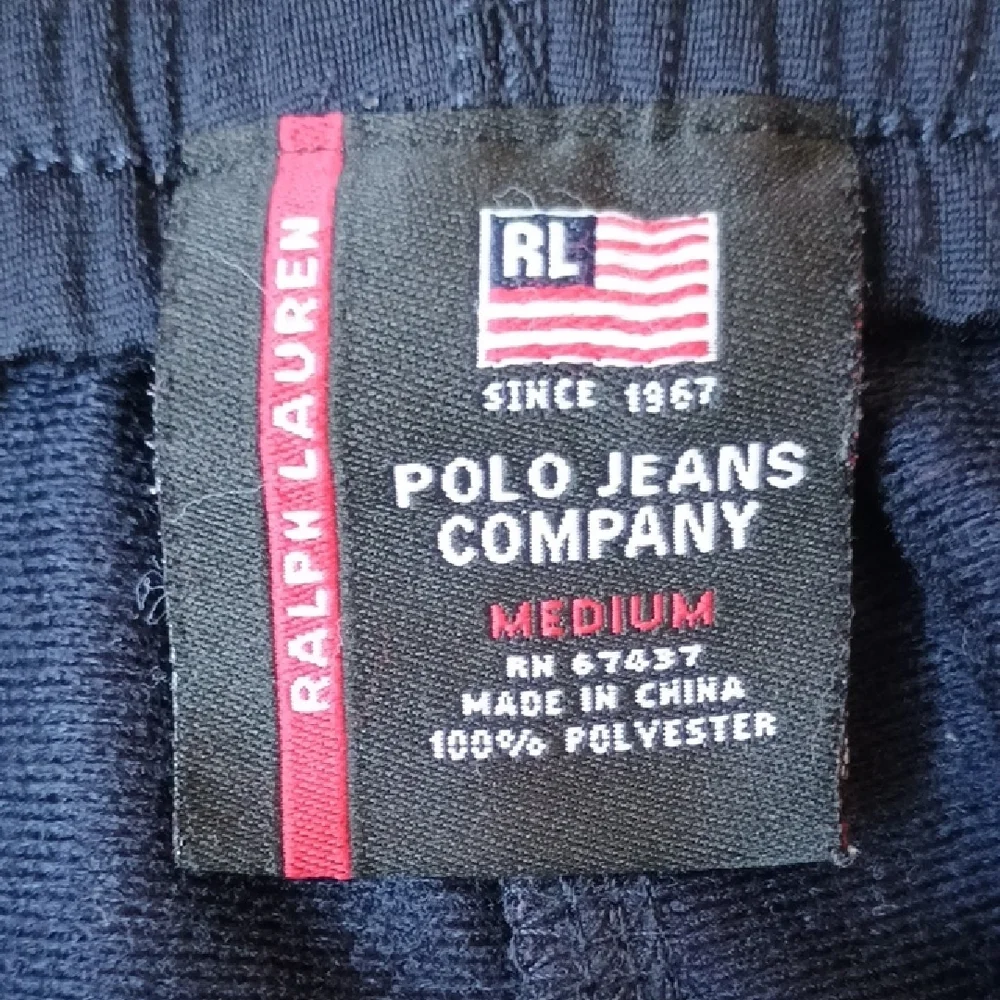 RALPH LAUREN
RL
SINCE 1967
POLO JEANS
COMPANY
MEDIUM
RN 67437
MADE IN CHINA
100% POLYESTER